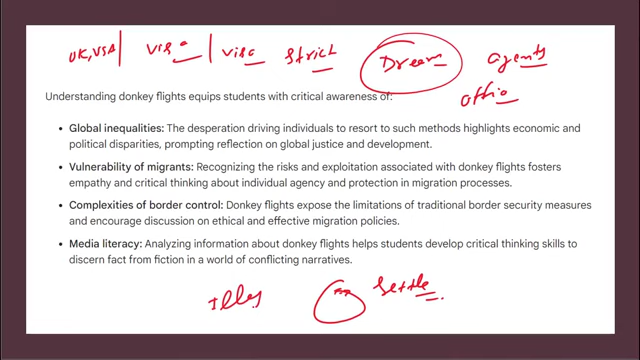 UK, USA | visa | visa strict Dream agents
offic
Understanding donkey flights equips students with critical awareness of:
• Global inequalities: The desperation driving individuals to resort to such methods highlights economic and
political disparities, prompting reflection on global justice and development.
• Vulnerability of migrants: Recognizing the risks and exploitation associated with donkey flights fosters
empathy and critical thinking about individual agency and protection in migration processes.
• Complexities of border control: Donkey flights expose the limitations of traditional border security measures
and encourage discussion on ethical and effective migration policies.
• Media literacy: Analyzing information about donkey flights helps students develop critical thinking skills to
discern fact from fiction in a world of conflicting narratives.
settle